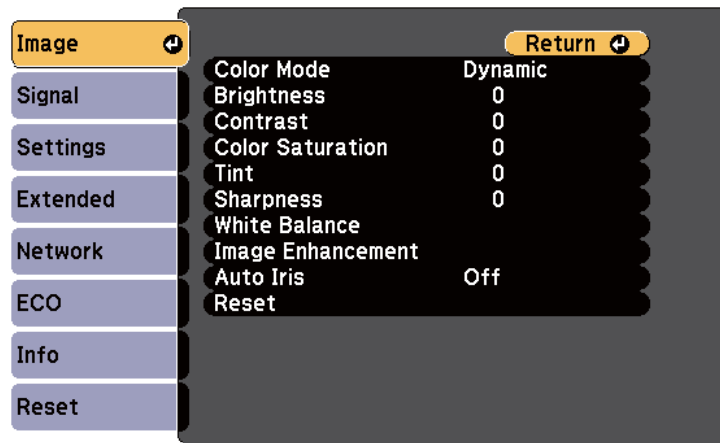 Image
Signal
Settings
Extended
Network
ECO
Info
Reset
Return
Color Mode Dynamic
Brightness 0
Contrast 0
Color Saturation 0
Tint 0
Sharpness 0
White Balance
Image Enhancement
Auto Iris Off
Reset